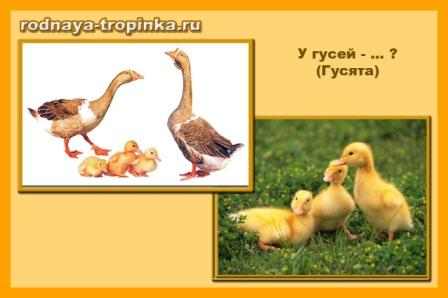 rodnaya-tropinka.ru
У гусей - ... ?
(Гусята)